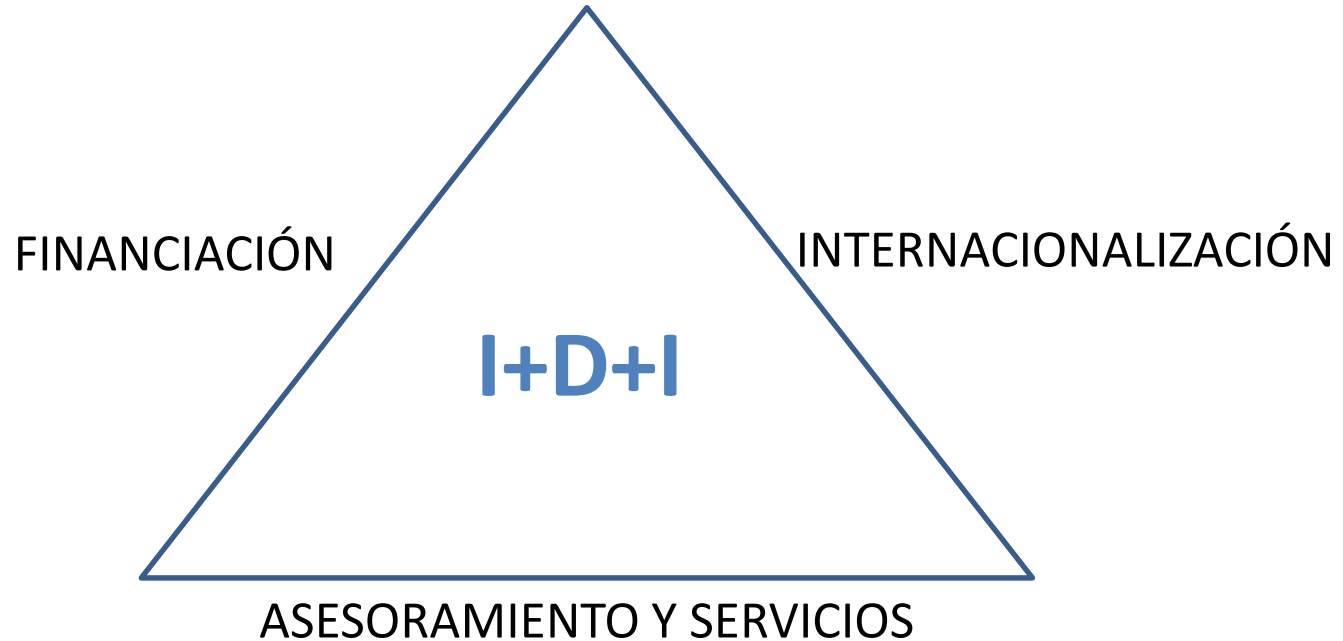 FINANCIACIÓN
INTERNACIONALIZACIÓN
I+D+I
ASESORAMIENTO Y SERVICIOS